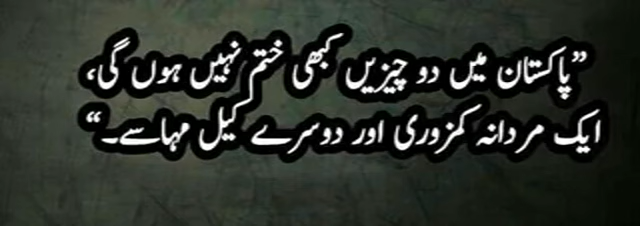 ”پاکستان میں دو چیزیں کبھی ختم نہیں ہوں گی،
ایک مردانہ کمزوری اور دوسرے کیل مہاسے۔“